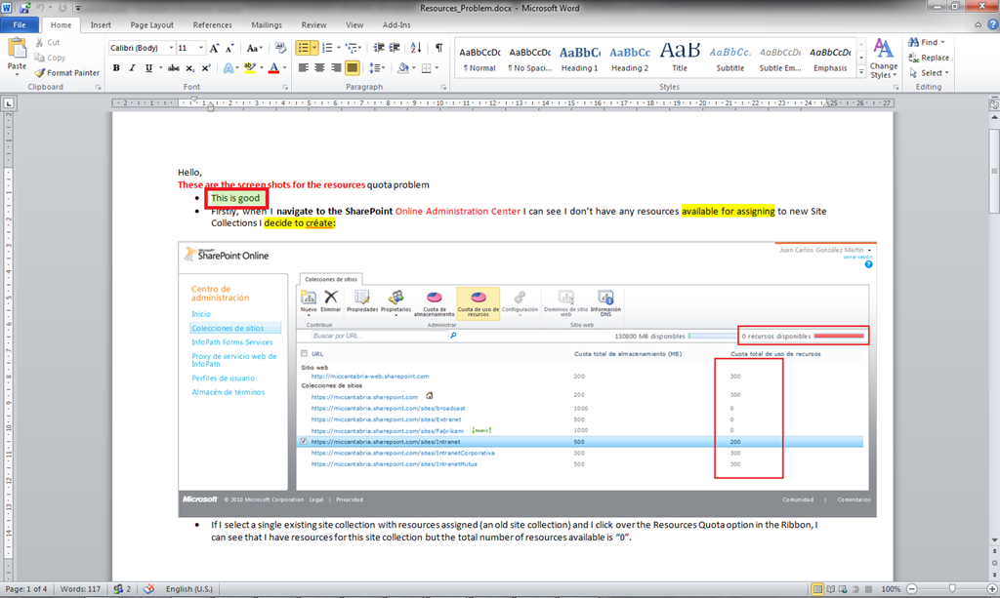 Resources_Problem.docx - Microsoft Word
File Home Insert Page Layout References Mailings Review View Add-Ins
Paste
Cut
Copy
Format Painter
Clipboard
Calibri (Body) 11
Font
Paragraph
AaBbCcDc AaBbCcDc AaBbC AaBbCc AaB AaBbCc. AaBbCcDc AaBbCcDc
¶ Normal ¶ No Spaci... Heading 1 Heading 2 Title Subtitle Subtle Em... Emphasis
Change Styles
Styles
Find
Replace
Select
Editing
Hello,
These are the screen shots for the resources quota problem
• This is good
• Firstly, when I navigate to the SharePoint Online Administration Center I can see I don't have any resources available for assigning to new Site
Collections I decide to créate:
Microsoft
SharePoint Online
Juan Carlos González Martín
cerrar sesión
Centro de
administración
Inicio
Colecciones de sitios
InfoPath Forms Services
Proxy de servicio web de
InfoPath
Perfiles de usuario
Almacén de términos
Colecciones de sitios
Nuevo Eliminar Propiedades Propietarios Cuota de almacenamiento Cuota de uso de recursos Configuración Dominios de sitio web Información DNS
Contribuir Administrar Sitio web
Buscar por URL... 130800 MB disponibles 0 recursos disponibles
URL Cuota total de almacenamiento (MB) Cuota total de uso de recursos
Sitio web
http://miccantabria-web.sharepoint.com 200 300
Colecciones de sitios
https://miccantabria.sharepoint.com 200 300
https://miccantabria.sharepoint.com/sites/broadcast 1000 0
https://miccantabria.sharepoint.com/sites/Extranet 500 0
https://miccantabria.sharepoint.com/sites/Fabrikam ¡Nuevo! 1000 0
https://miccantabria.sharepoint.com/sites/Intranet 500 200
https://miccantabria.sharepoint.com/sites/IntranetCorporativa 300 300
https://miccantabria.sharepoint.com/sites/IntranetMutua 500 300
Microsoft © 2010 Microsoft Corporation Legal | Privacidad Comunidad | Comentarios
• If I select a single existing site collection with resources assigned (an old site collection) and I click over the Resources Quota option in the Ribbon, I
can see that I have resources for this site collection but the total number of resources available is “0”.
Page: 1 of 4 Words: 117 2 English (U.S.) 100%